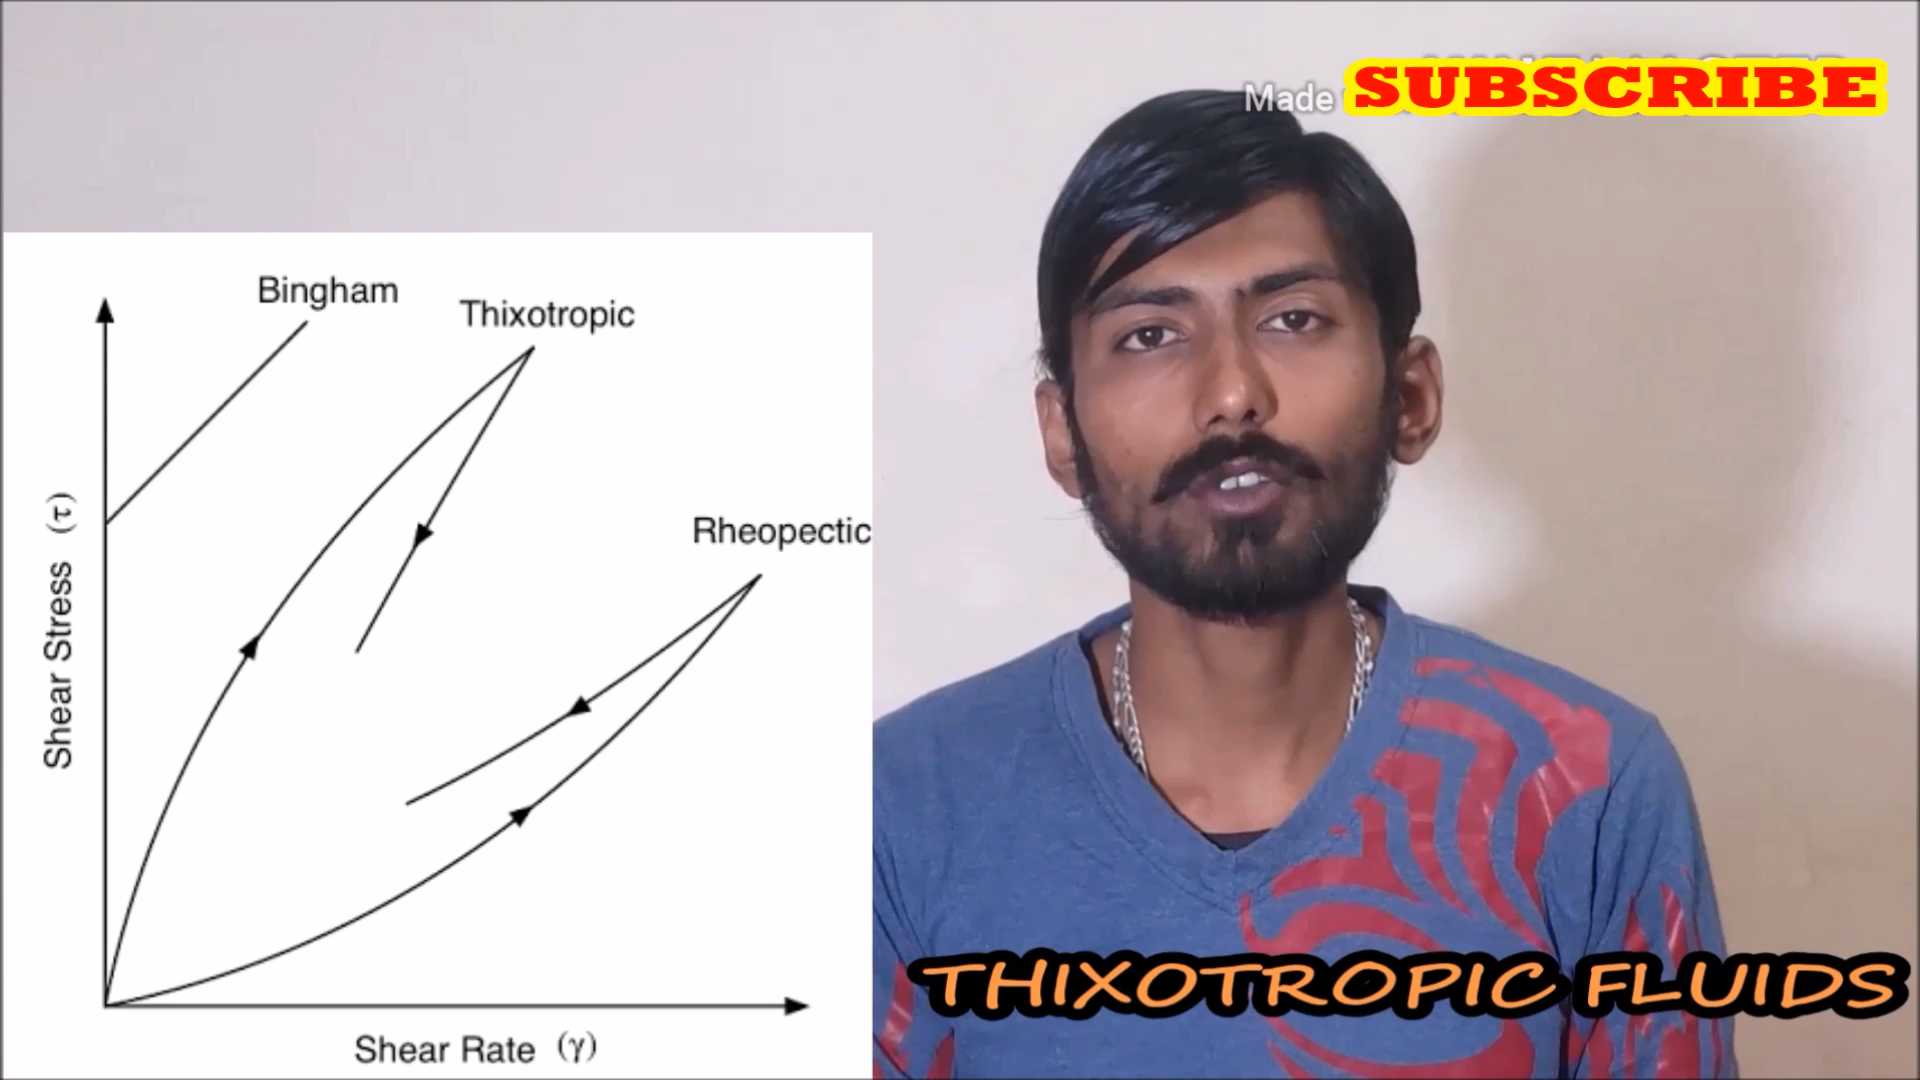 Made
SUBSCRIBE
Bingham
Thixotropic
Rheopectic
Shear Stress (τ)
Shear Rate (γ)
THIXOTROPIC FLUIDS